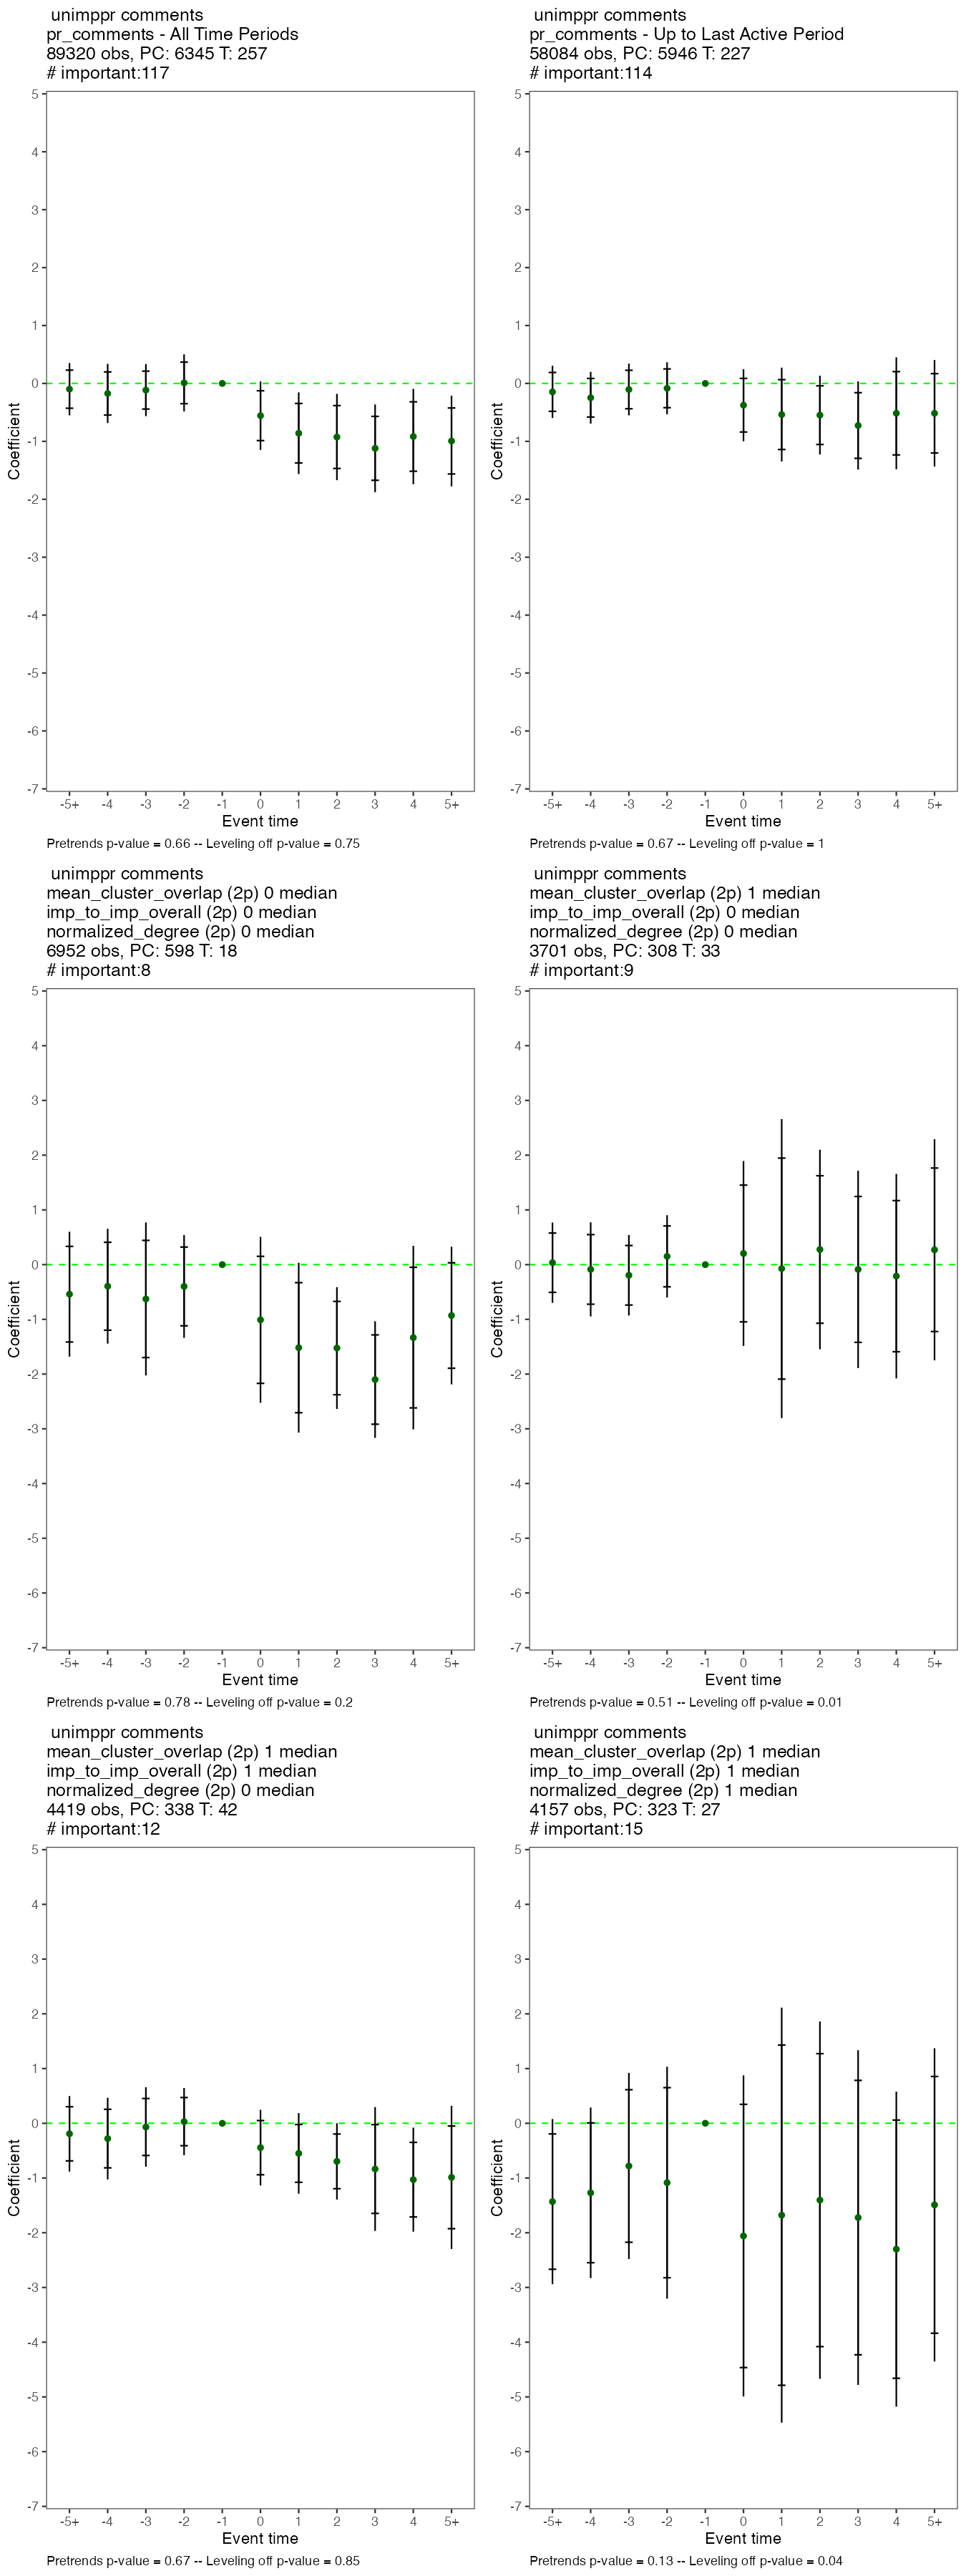 unimppr comments
pr_comments - All Time Periods
89320 obs, PC: 6345 T: 257
# important:117
5
4
3
2
1
0
-1
-2
-3
-4
-5
-6
-7
Coefficient
-5+ -4 -3 -2 -1 0 1 2 3 4 5+
Event time
Pretrends p-value = 0.66 -- Leveling off p-value = 0.75
unimppr comments
pr_comments - Up to Last Active Period
58084 obs, PC: 5946 T: 227
# important:114
5
4
3
2
1
0
-1
-2
-3
-4
-5
-6
-7
Coefficient
-5+ -4 -3 -2 -1 0 1 2 3 4 5+
Event time
Pretrends p-value = 0.67 -- Leveling off p-value = 1
unimppr comments
mean_cluster_overlap (2p) 0 median
imp_to_imp_overall (2p) 0 median
normalized_degree (2p) 0 median
6952 obs, PC: 598 T: 18
# important:8
5
4
3
2
1
0
-1
-2
-3
-4
-5
-6
-7
Coefficient
-5+ -4 -3 -2 -1 0 1 2 3 4 5+
Event time
Pretrends p-value = 0.78 -- Leveling off p-value = 0.2
unimppr comments
mean_cluster_overlap (2p) 1 median
imp_to_imp_overall (2p) 0 median
normalized_degree (2p) 0 median
3701 obs, PC: 308 T: 33
# important:9
5
4
3
2
1
0
-1
-2
-3
-4
-5
-6
-7
Coefficient
-5+ -4 -3 -2 -1 0 1 2 3 4 5+
Event time
Pretrends p-value = 0.51 -- Leveling off p-value = 0.01
unimppr comments
mean_cluster_overlap (2p) 1 median
imp_to_imp_overall (2p) 1 median
normalized_degree (2p) 0 median
4419 obs, PC: 338 T: 42
# important:12
5
4
3
2
1
0
-1
-2
-3
-4
-5
-6
-7
Coefficient
-5+ -4 -3 -2 -1 0 1 2 3 4 5+
Event time
Pretrends p-value = 0.67 -- Leveling off p-value = 0.85
unimppr comments
mean_cluster_overlap (2p) 1 median
imp_to_imp_overall (2p) 1 median
normalized_degree (2p) 1 median
4157 obs, PC: 323 T: 27
# important:15
5
4
3
2
1
0
-1
-2
-3
-4
-5
-6
-7
Coefficient
-5+ -4 -3 -2 -1 0 1 2 3 4 5+
Event time
Pretrends p-value = 0.13 -- Leveling off p-value = 0.04